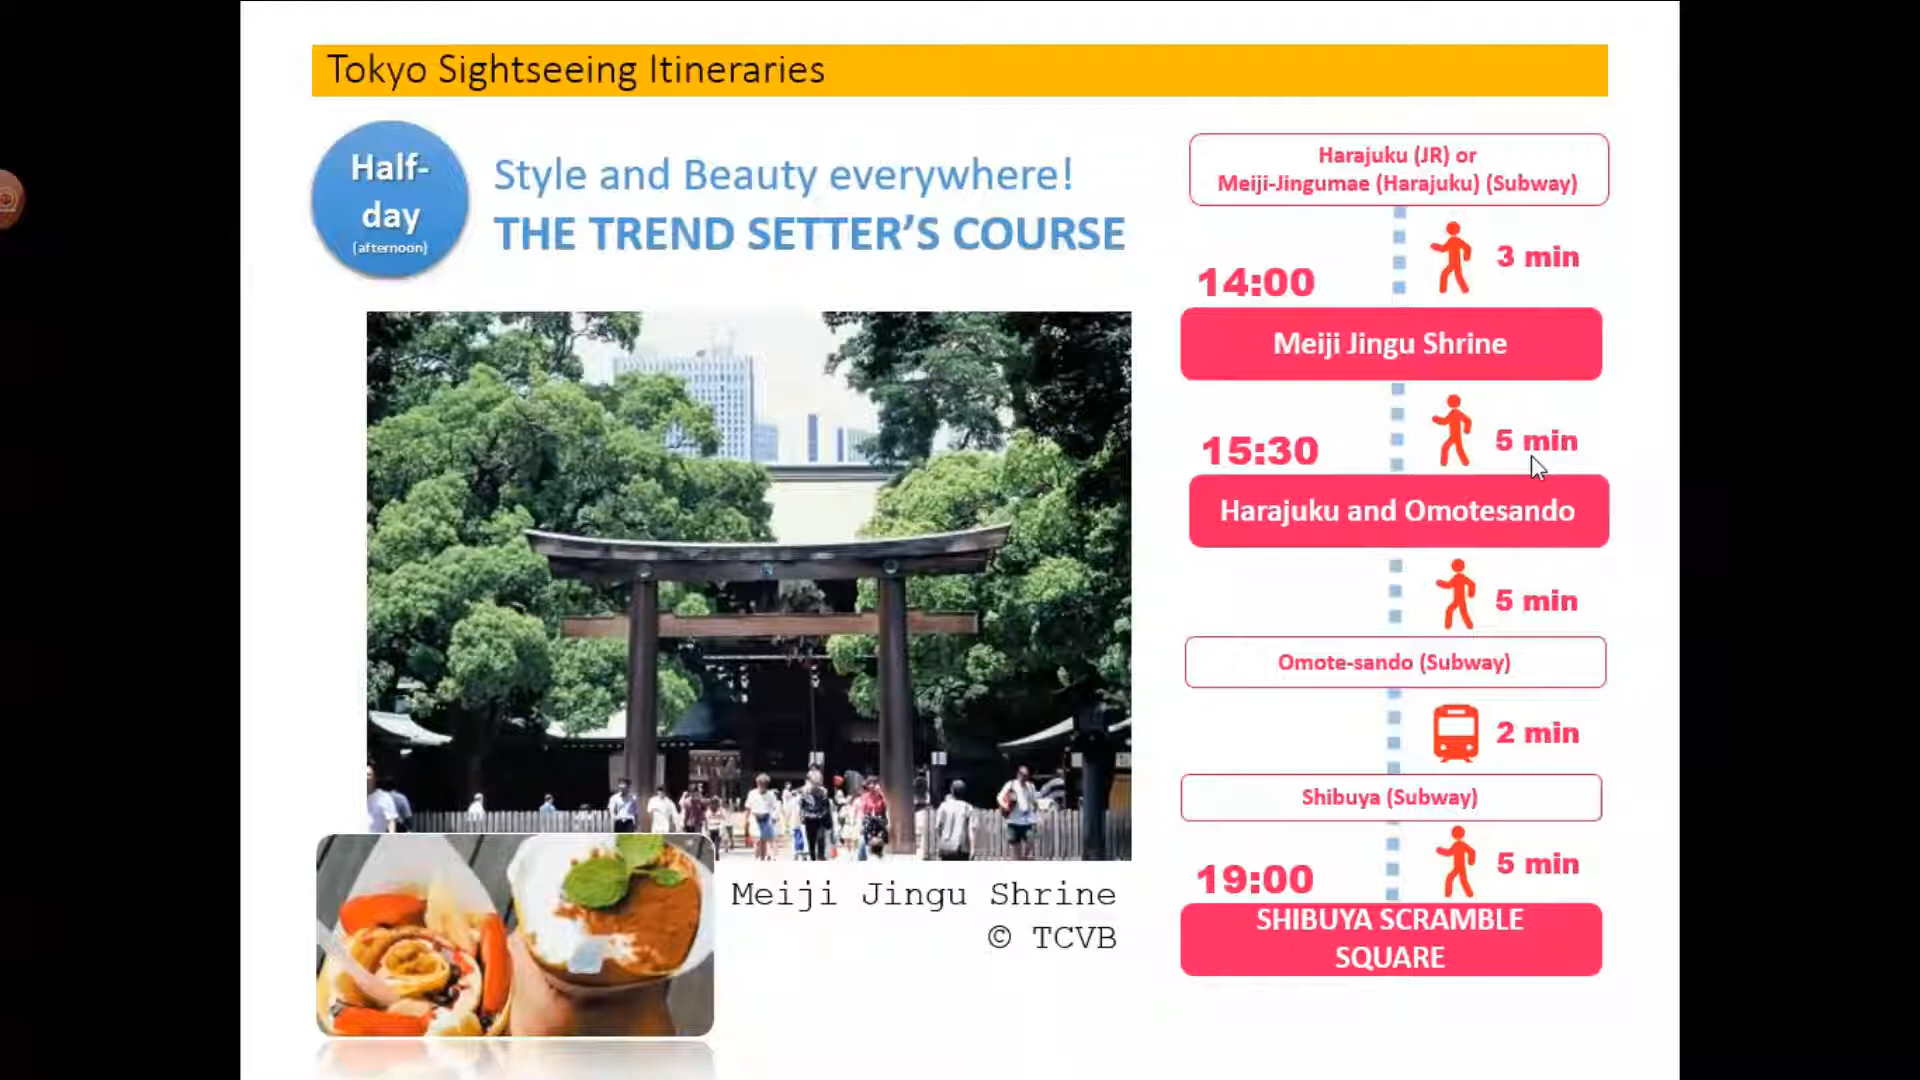 Tokyo Sightseeing Itineraries
Half-
day
(afternoon)
Style and Beauty everywhere!
THE TREND SETTER'S COURSE
Meiji Jingu Shrine
© TCVB
Harajuku (JR) or
Meiji-Jingumae (Harajuku) (Subway)
3 min
14:00
Meiji Jingu Shrine
5 min
15:30
Harajuku and Omotesando
5 min
Omote-sando (Subway)
2 min
Shibuya (Subway)
5 min
19:00
SHIBUYA SCRAMBLE
SQUARE